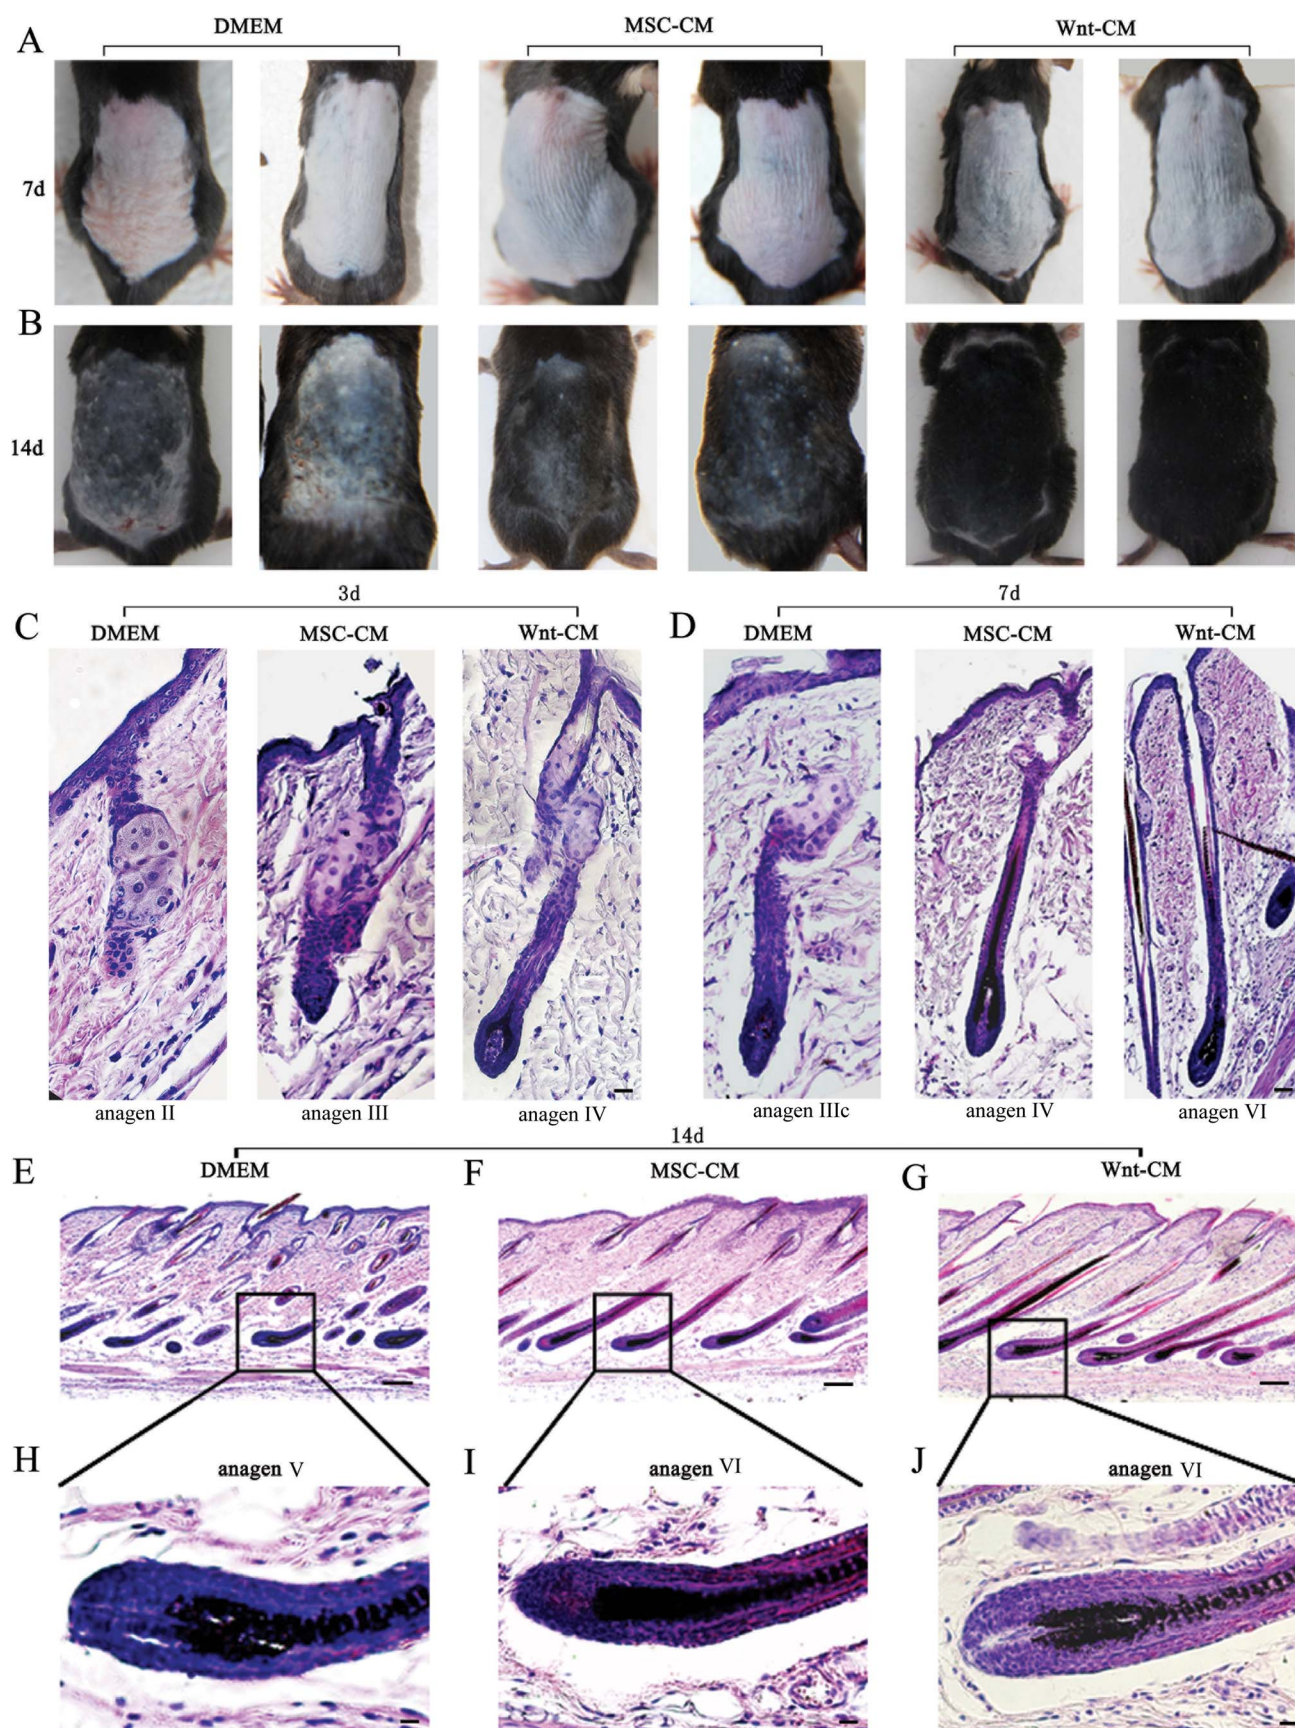 A
DMEM
MSC-CM
Wnt-CM
7d
B
14d
3d
7d
C
DMEM
MSC-CM
Wnt-CM
D
DMEM
MSC-CM
Wnt-CM
anagen II
anagen III
anagen IV
anagen IIIc
anagen IV
anagen VI
14d
E
DMEM
F
MSC-CM
G
Wnt-CM
H
anagen V
I
anagen VI
J
anagen VI